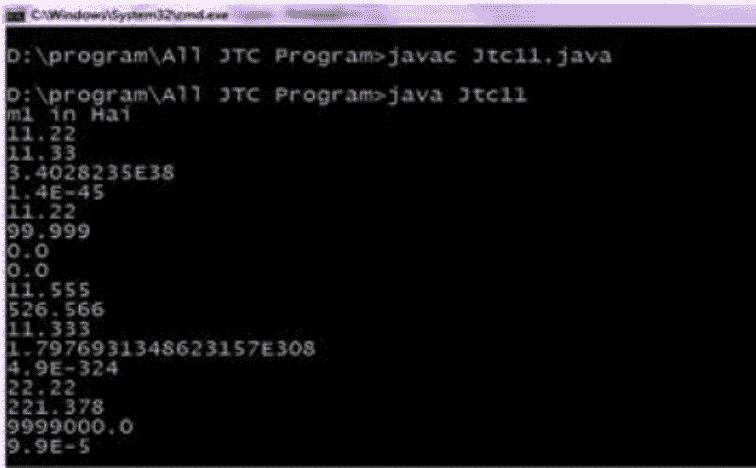 C:\Windows\System32\cmd.exe
D:\program\All JTC Program>javac Jtc11.java
D:\program\All JTC Program>java Jtc11
m1 in Hai
11.22
11.33
3.4028235E38
1.4E-45
11.22
99.999
0.0
0.0
11.555
526.566
11.333
1.7976931348623157E308
4.9E-324
22.22
221.378
9999000.0
9.9E-5